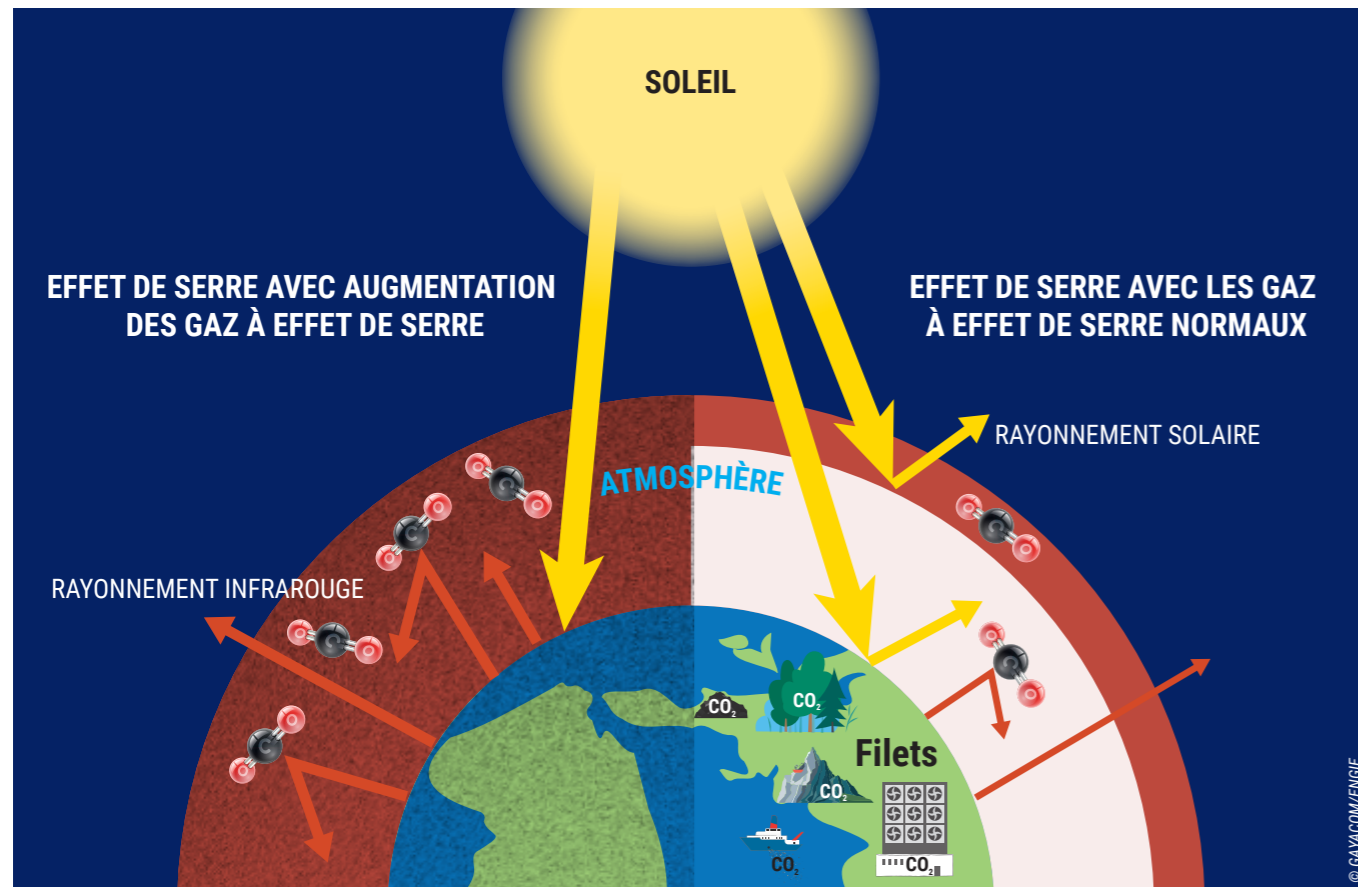 SOLEIL
EFFET DE SERRE AVEC AUGMENTATION
DES GAZ À EFFET DE SERRE
EFFET DE SERRE AVEC LES GAZ
À EFFET DE SERRE NORMAUX
RAYONNEMENT SOLAIRE
ATMOSPHÈRE
RAYONNEMENT INFRAROUGE
O C O
O C O
O C O
O C O
O C O
O C O
CO₂
CO₂
Filets
CO₂
CO₂
CO₂
© GAYACOM/ENGIE